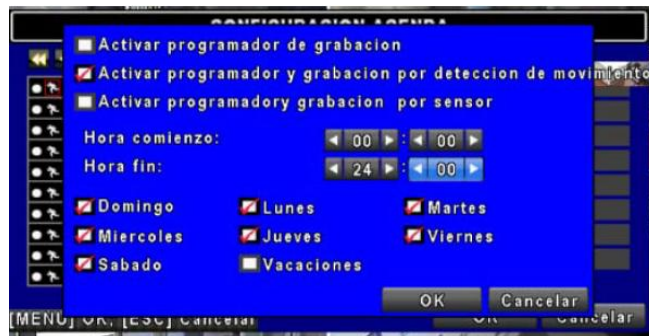 CONFIGURACION AGENDA
Activar programador de grabacion
Activar programador y grabacion por deteccion de movimiento
Activar programadory grabacion por sensor
Hora comienzo: 00 : 00
Hora fin: 24 : 00
Domingo Lunes Martes
Miercoles Jueves Viernes
Sabado Vacaciones
OK Cancelar
[MENU] OK, [ESC] Cancelar OK Cancelar